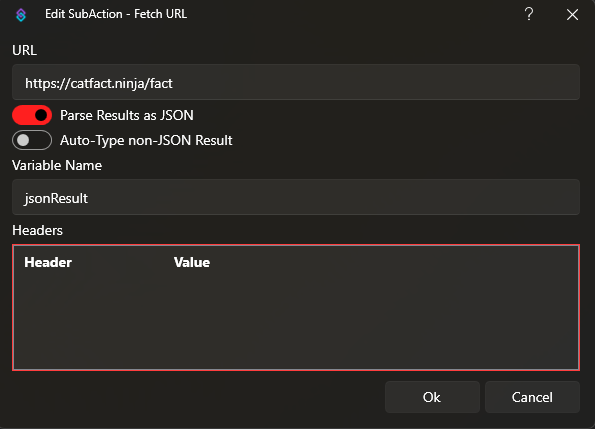 Edit SubAction - Fetch URL
URL
https://catfact.ninja/fact
Parse Results as JSON
Auto-Type non-JSON Result
Variable Name
jsonResult
Headers
Header Value
Ok Cancel